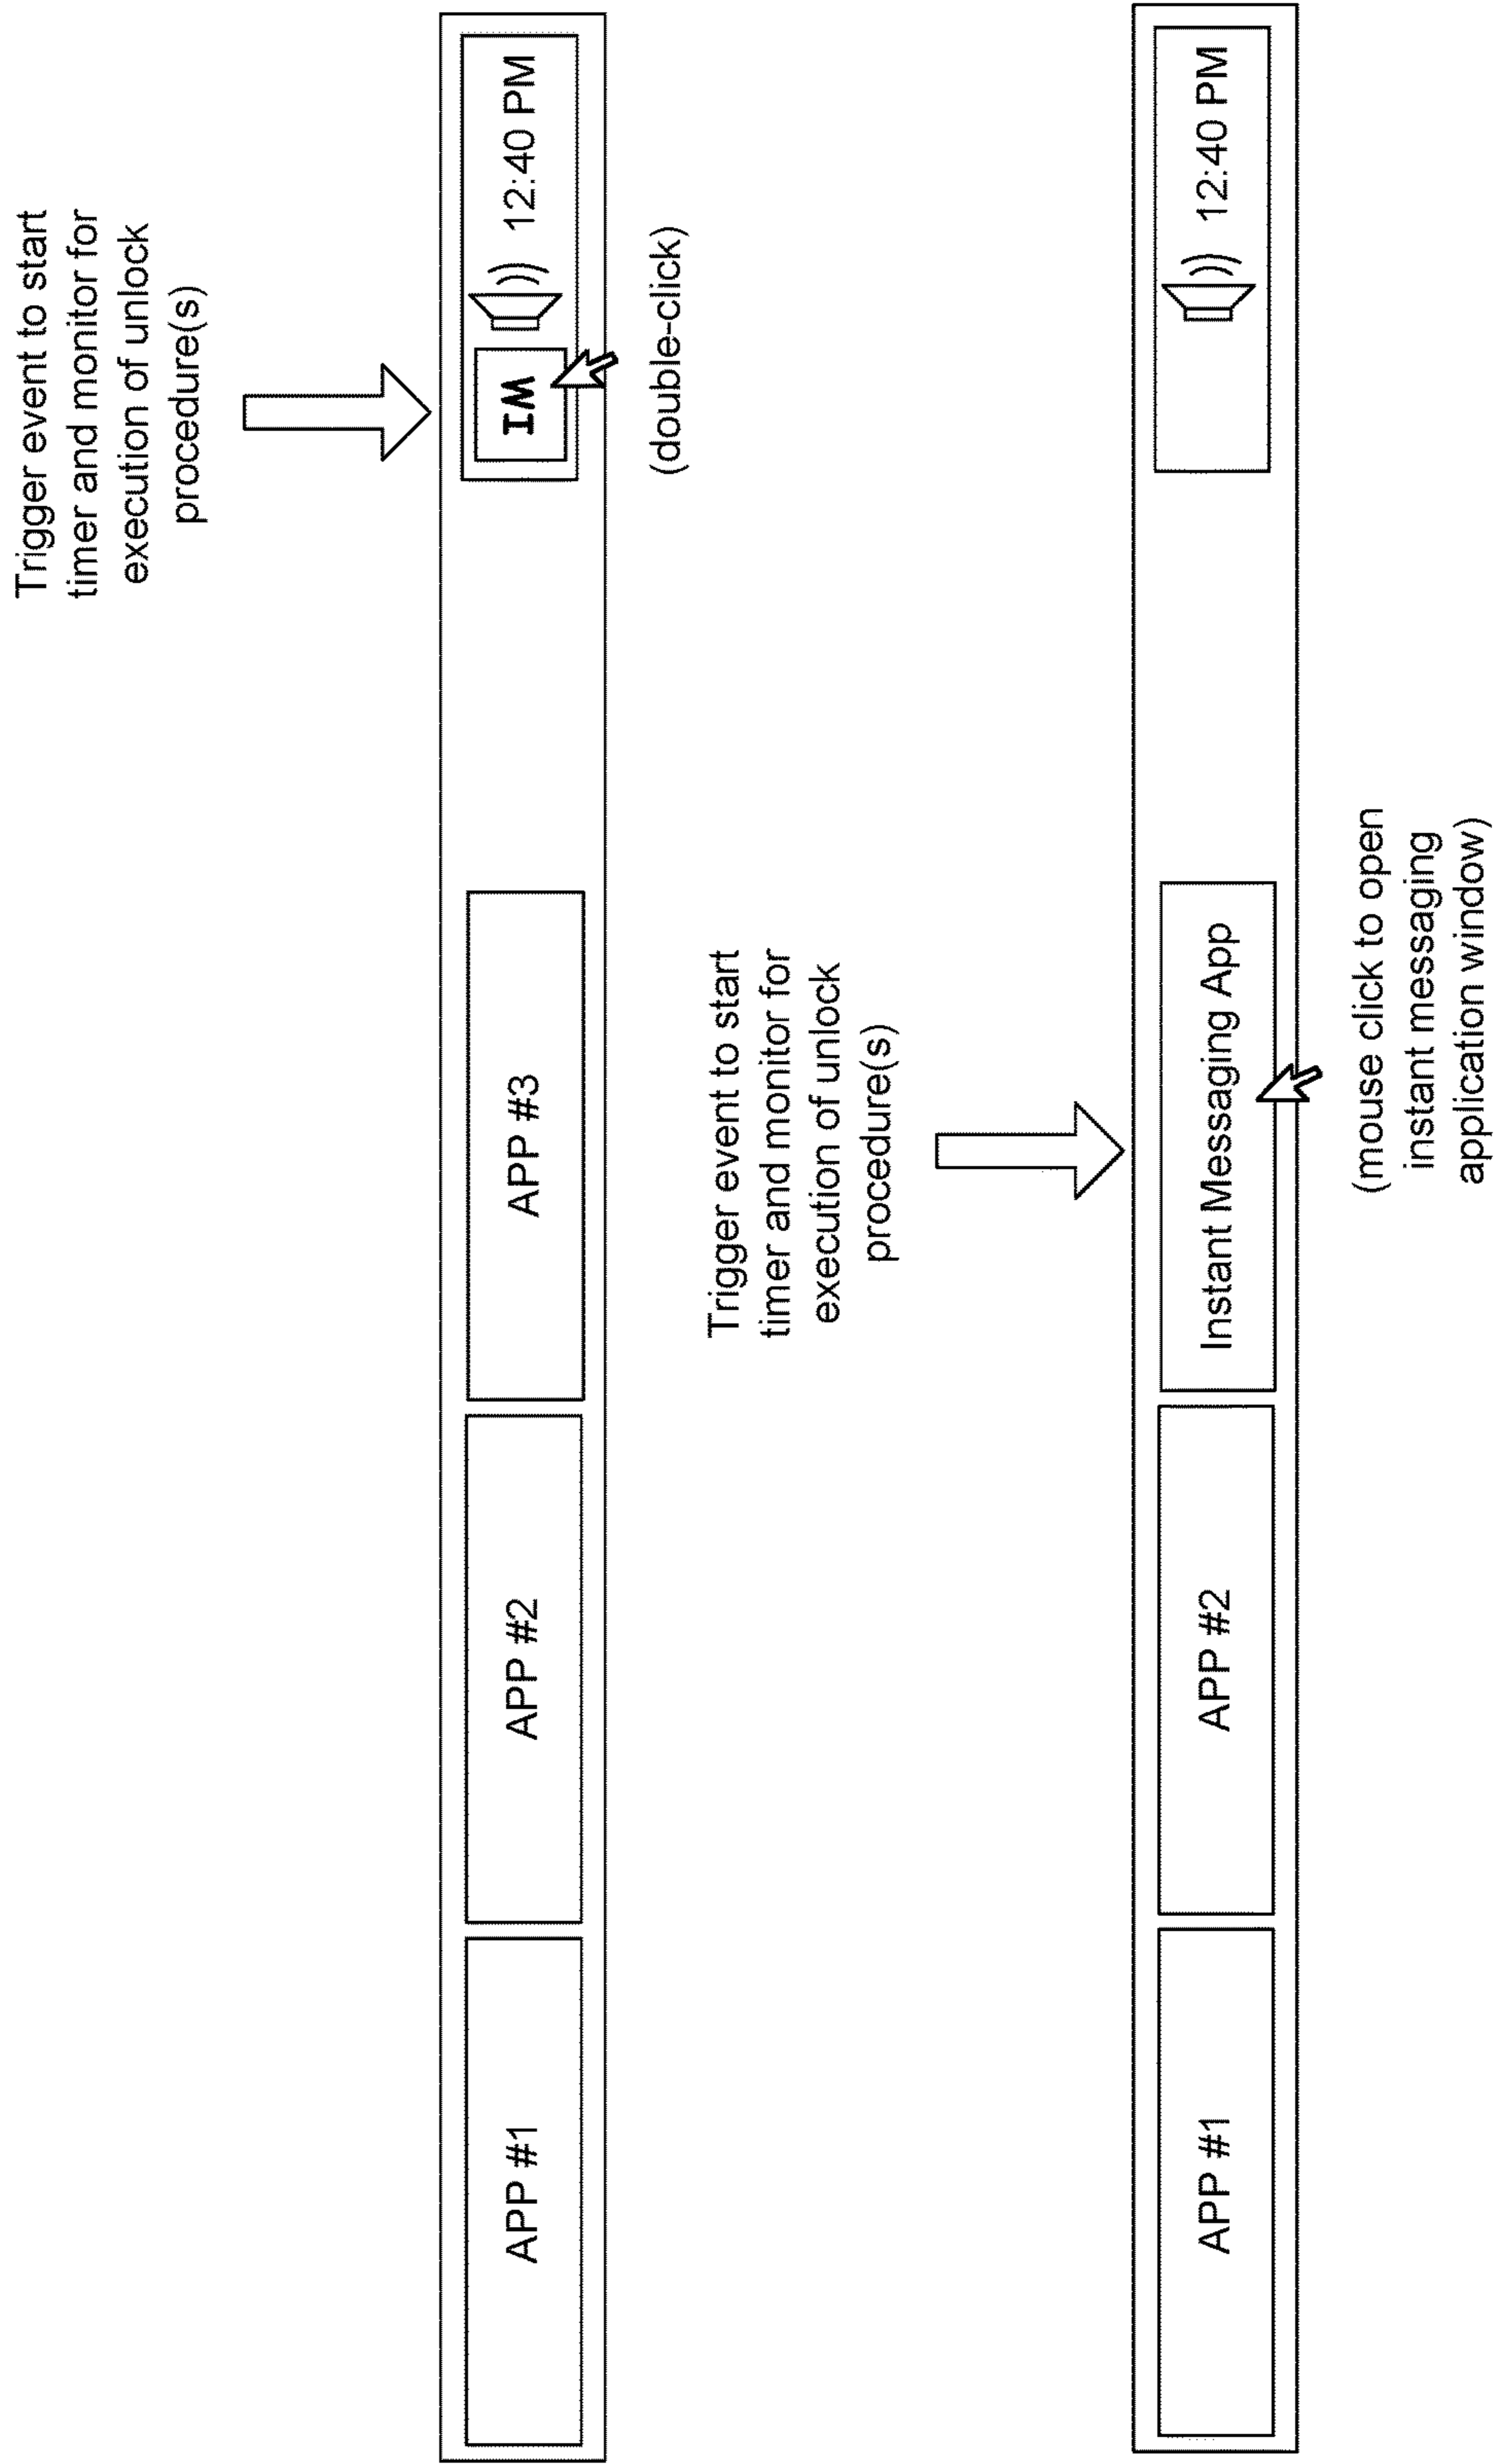 Trigger event to start
timer and monitor for
execution of unlock
procedure(s)
APP #1
APP #2
APP #3
IM
12:40 PM
(double-click)
Trigger event to start
timer and monitor for
execution of unlock
procedure(s)
APP #1
APP #2
Instant Messaging App
12:40 PM
(mouse click to open
instant messaging
application window)